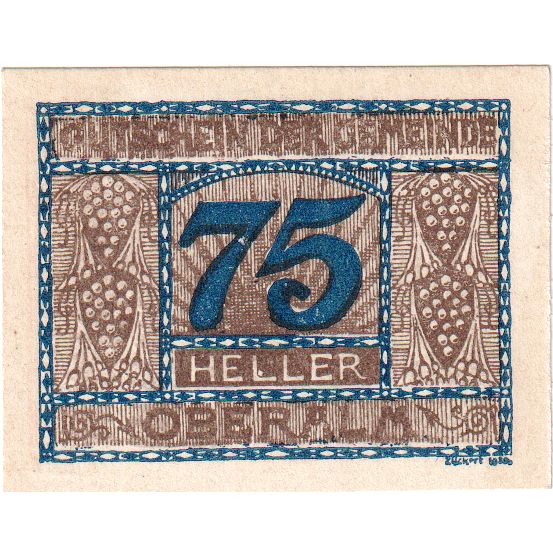 GUTSCHEIN DER GEMEINDE
75
HELLER
OBERALM